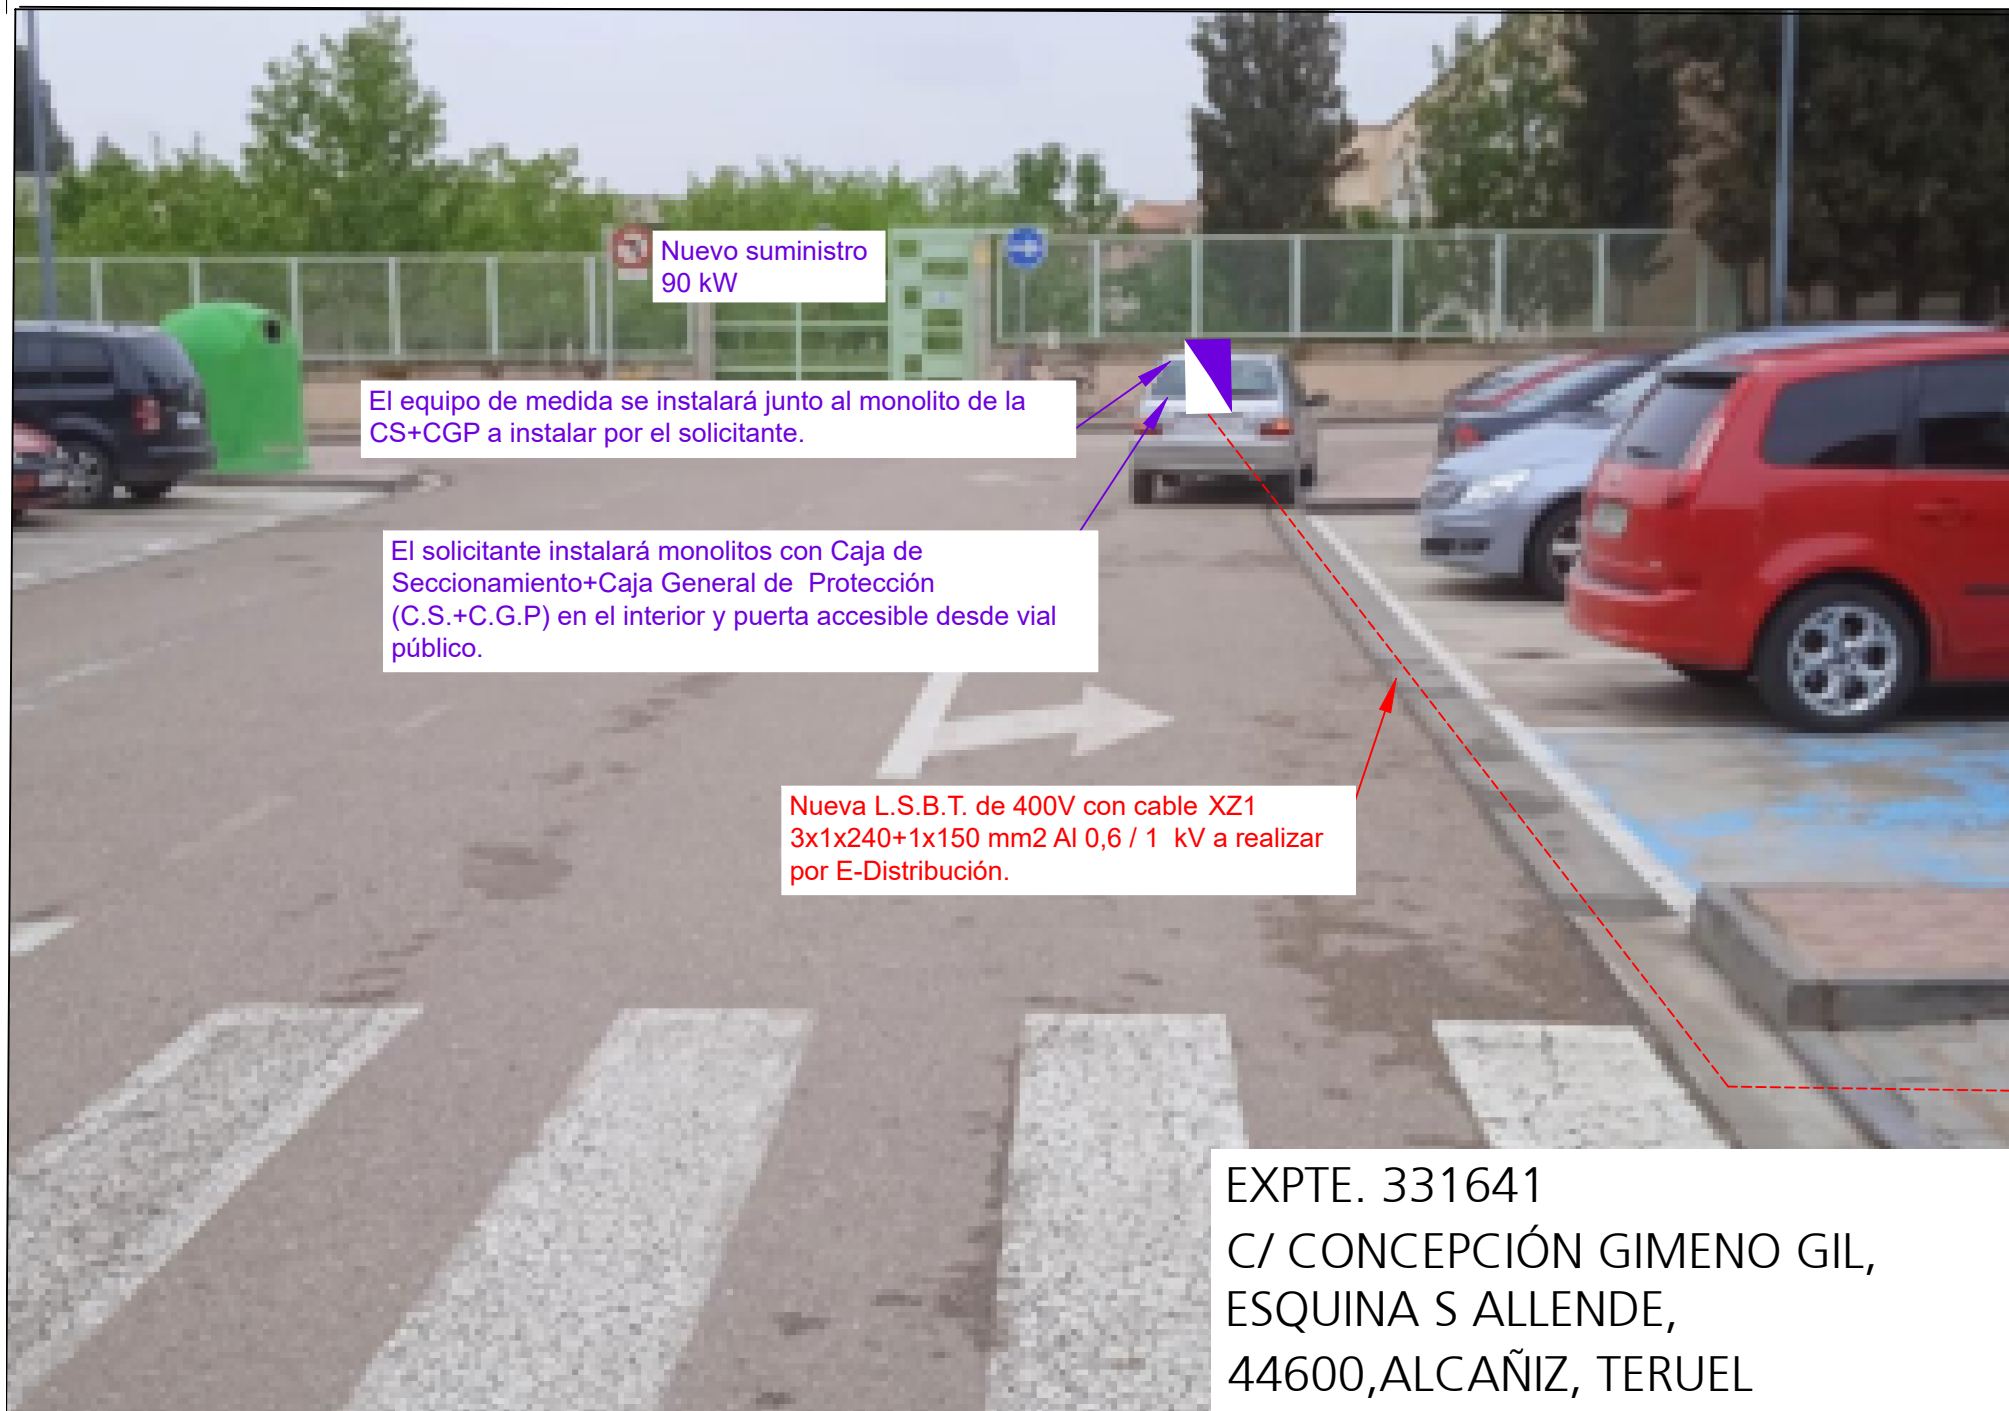 Nuevo suministro
90 kW
El equipo de medida se instalará junto al monolito de la
CS+CGP a instalar por el solicitante.
El solicitante instalará monolitos con Caja de
Seccionamiento+Caja General de Protección
(C.S.+C.G.P) en el interior y puerta accesible desde vial
público.
Nueva L.S.B.T. de 400V con cable XZ1
3x1x240+1x150 mm2 Al 0,6 / 1 kV a realizar
por E-Distribución.
EXPTE. 331641
C/ CONCEPCIÓN GIMENO GIL,
ESQUINA S ALLENDE,
44600,ALCAÑIZ, TERUEL